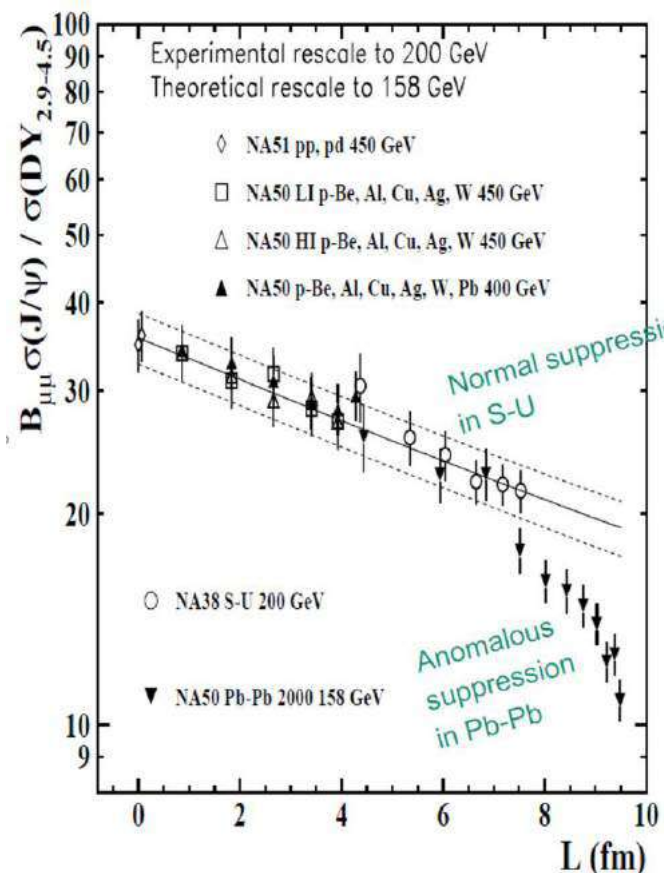 Experimental rescale to 200 GeV
Theoretical rescale to 158 GeV
NA51 pp, pd 450 GeV
NA50 LI p-Be, Al, Cu, Ag, W 450 GeV
NA50 HI p-Be, Al, Cu, Ag, W 450 GeV
NA50 p-Be, Al, Cu, Ag, W, Pb 400 GeV
Normal suppressi
in S-U
NA38 S-U 200 GeV
NA50 Pb-Pb 2000 158 GeV
Anomalous
suppression
in Pb-Pb
B_μμ σ(J/ψ) / σ(DY_2.9-4.5)
100
90
80
70
60
50
40
30
20
10
9
0 2 4 6 8 10
L (fm)